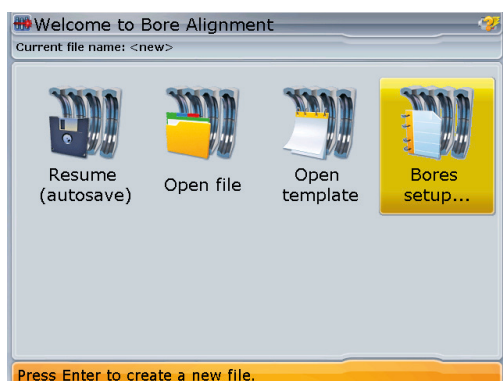 Welcome to Bore Alignment
Current file name: <new>
Resume
(autosave)
Open file
Open
template
Bores
setup...
Press Enter to create a new file.